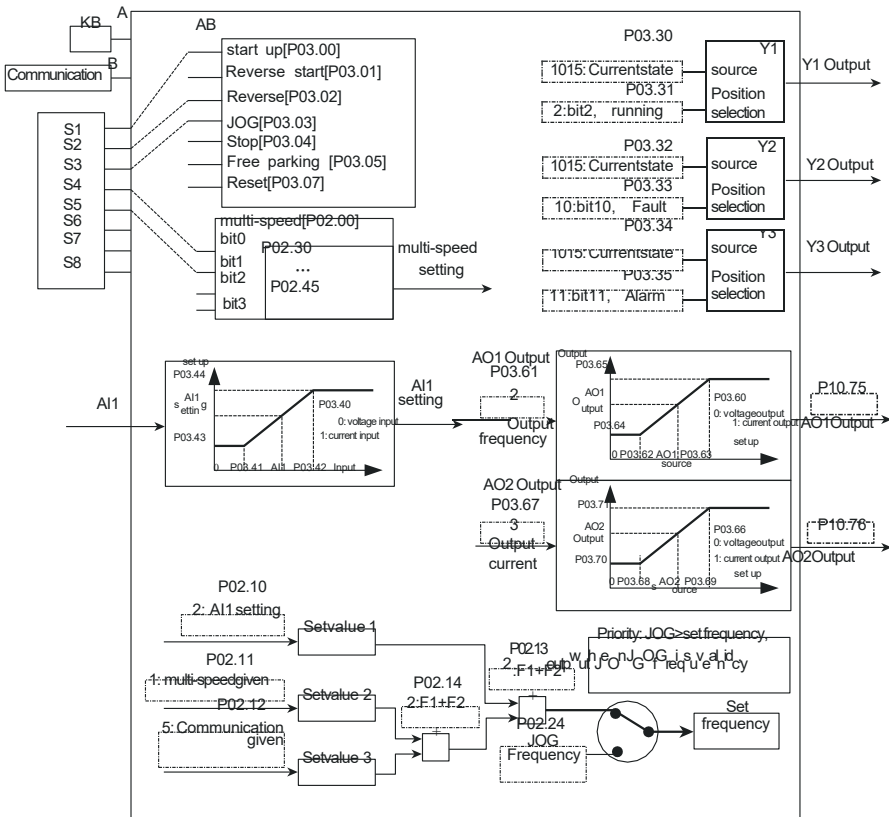 A
KB
B
Communication
S1
S2
S3
S4
S5
S6
S7
S8
AB
start up[P03.00]
Reverse start[P03.01]
Reverse[P03.02]
JOG[P03.03]
Stop[P03.04]
Free parking [P03.05]
Reset[P03.07]
multi-speed[P02.00]
bit0
bit1
bit2
bit3
P02.30
...
P02.45
multi-speed
setting
P03.30
1015: Currentstate
P03.31
2:bit2, running
Y1
source
Position
selection
Y1 Output
P03.32
1015: Currentstate
P03.33
10:bit10, Fault
Y2
source
Position
selection
Y2 Output
P03.34
1015: Currentstate
P03.35
11:bit11, Alarm
Y3
source
Position
selection
Y3 Output
AI1
set up
P03.44
AI1
s ettin g
P03.43
P03.40
0: voltage input
1: current input
0 P03.41 AI1 P03.42 Input
AI1
setting
AO1 Output
P03.61
2
Output
frequency
Output
P03.65
AO1
O utput
P03.64
P03.60
0: voltageoutput
1: current output
set up
0 P03.62 AO1 P03.63
source
P10.75
AO1Output
AO2 Output
P03.67
3
Output
current
Output
P03.71
AO2
Output
P03.70
P03.66
0: voltageoutput
1: current output
set up
0 P03.68 AO2 P03.69
s ource
P10.76
AO2Output
P02.10
2: AI1setting
Setvalue 1
P02.11
1: multi-speedgiven
Setvalue 2
P02.12
5: Communication
given
Setvalue 3
P02.14
2:F1+F2
+
P0213
2 :F1+F2
+
P02.24
JOG
Frequency
Priority: JOG>set frequency,
w h e n J OG i s v a l id ,
outp ut J O G f requ e n cy
Set
frequency